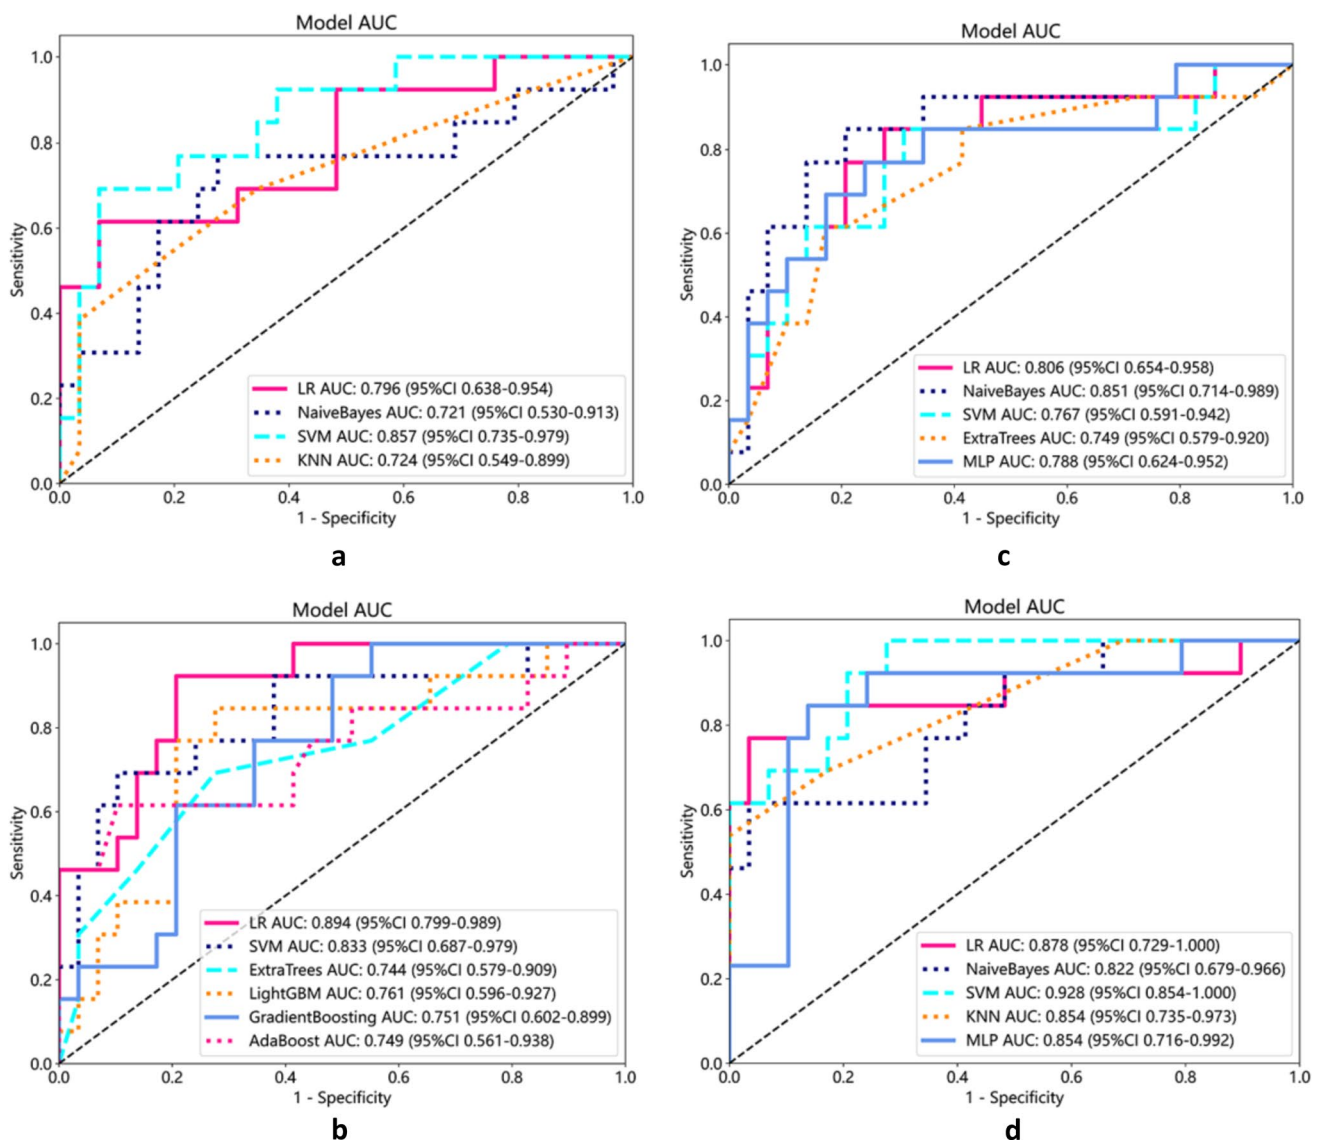 Model AUC
1.0
0.8
0.6
0.4
0.2
0.0
Sensitivity
LR AUC: 0.796 (95%CI 0.638-0.954)
NaiveBayes AUC: 0.721 (95%CI 0.530-0.913)
SVM AUC: 0.857 (95%CI 0.735-0.979)
KNN AUC: 0.724 (95%CI 0.549-0.899)
0.0 0.2 0.4 0.6 0.8 1.0
1 - Specificity
a
Model AUC
1.0
0.8
0.6
0.4
0.2
0.0
Sensitivity
LR AUC: 0.806 (95%CI 0.654-0.958)
NaiveBayes AUC: 0.851 (95%CI 0.714-0.989)
SVM AUC: 0.767 (95%CI 0.591-0.942)
ExtraTrees AUC: 0.749 (95%CI 0.579-0.920)
MLP AUC: 0.788 (95%CI 0.624-0.952)
0.0 0.2 0.4 0.6 0.8 1.0
1 - Specificity
c
Model AUC
1.0
0.8
0.6
0.4
0.2
0.0
Sensitivity
LR AUC: 0.894 (95%CI 0.799-0.989)
SVM AUC: 0.833 (95%CI 0.687-0.979)
ExtraTrees AUC: 0.744 (95%CI 0.579-0.909)
LightGBM AUC: 0.761 (95%CI 0.596-0.927)
GradientBoosting AUC: 0.751 (95%CI 0.602-0.899)
AdaBoost AUC: 0.749 (95%CI 0.561-0.938)
0.0 0.2 0.4 0.6 0.8 1.0
1 - Specificity
b
Model AUC
1.0
0.8
0.6
0.4
0.2
0.0
Sensitivity
LR AUC: 0.878 (95%CI 0.729-1.000)
NaiveBayes AUC: 0.822 (95%CI 0.679-0.966)
SVM AUC: 0.928 (95%CI 0.854-1.000)
KNN AUC: 0.854 (95%CI 0.735-0.973)
MLP AUC: 0.854 (95%CI 0.716-0.992)
0.0 0.2 0.4 0.6 0.8 1.0
1 - Specificity
d